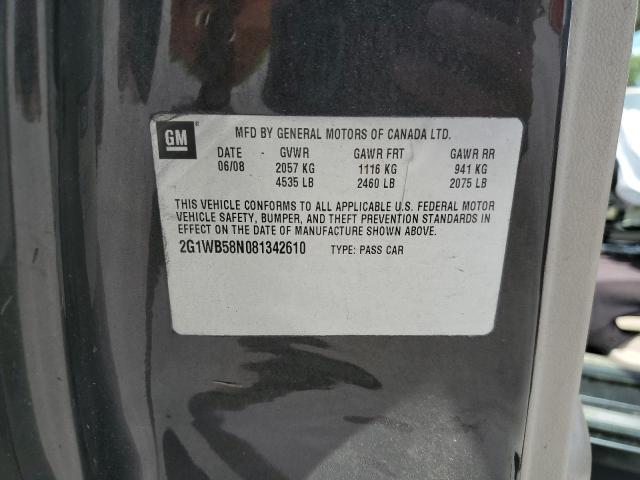 GM ®
MFD BY GENERAL MOTORS OF CANADA LTD.
DATE GVWR GAWR FRT GAWR RR
06/08 2057 KG 1116 KG 941 KG
4535 LB 2460 LB 2075 LB
THIS VEHICLE CONFORMS TO ALL APPLICABLE U.S. FEDERAL MOTOR
VEHICLE SAFETY, BUMPER, AND THEFT PREVENTION STANDARDS IN
EFFECT ON THE DATE OF MANUFACTURE SHOWN ABOVE.
2G1WB58N081342610 TYPE: PASS CAR